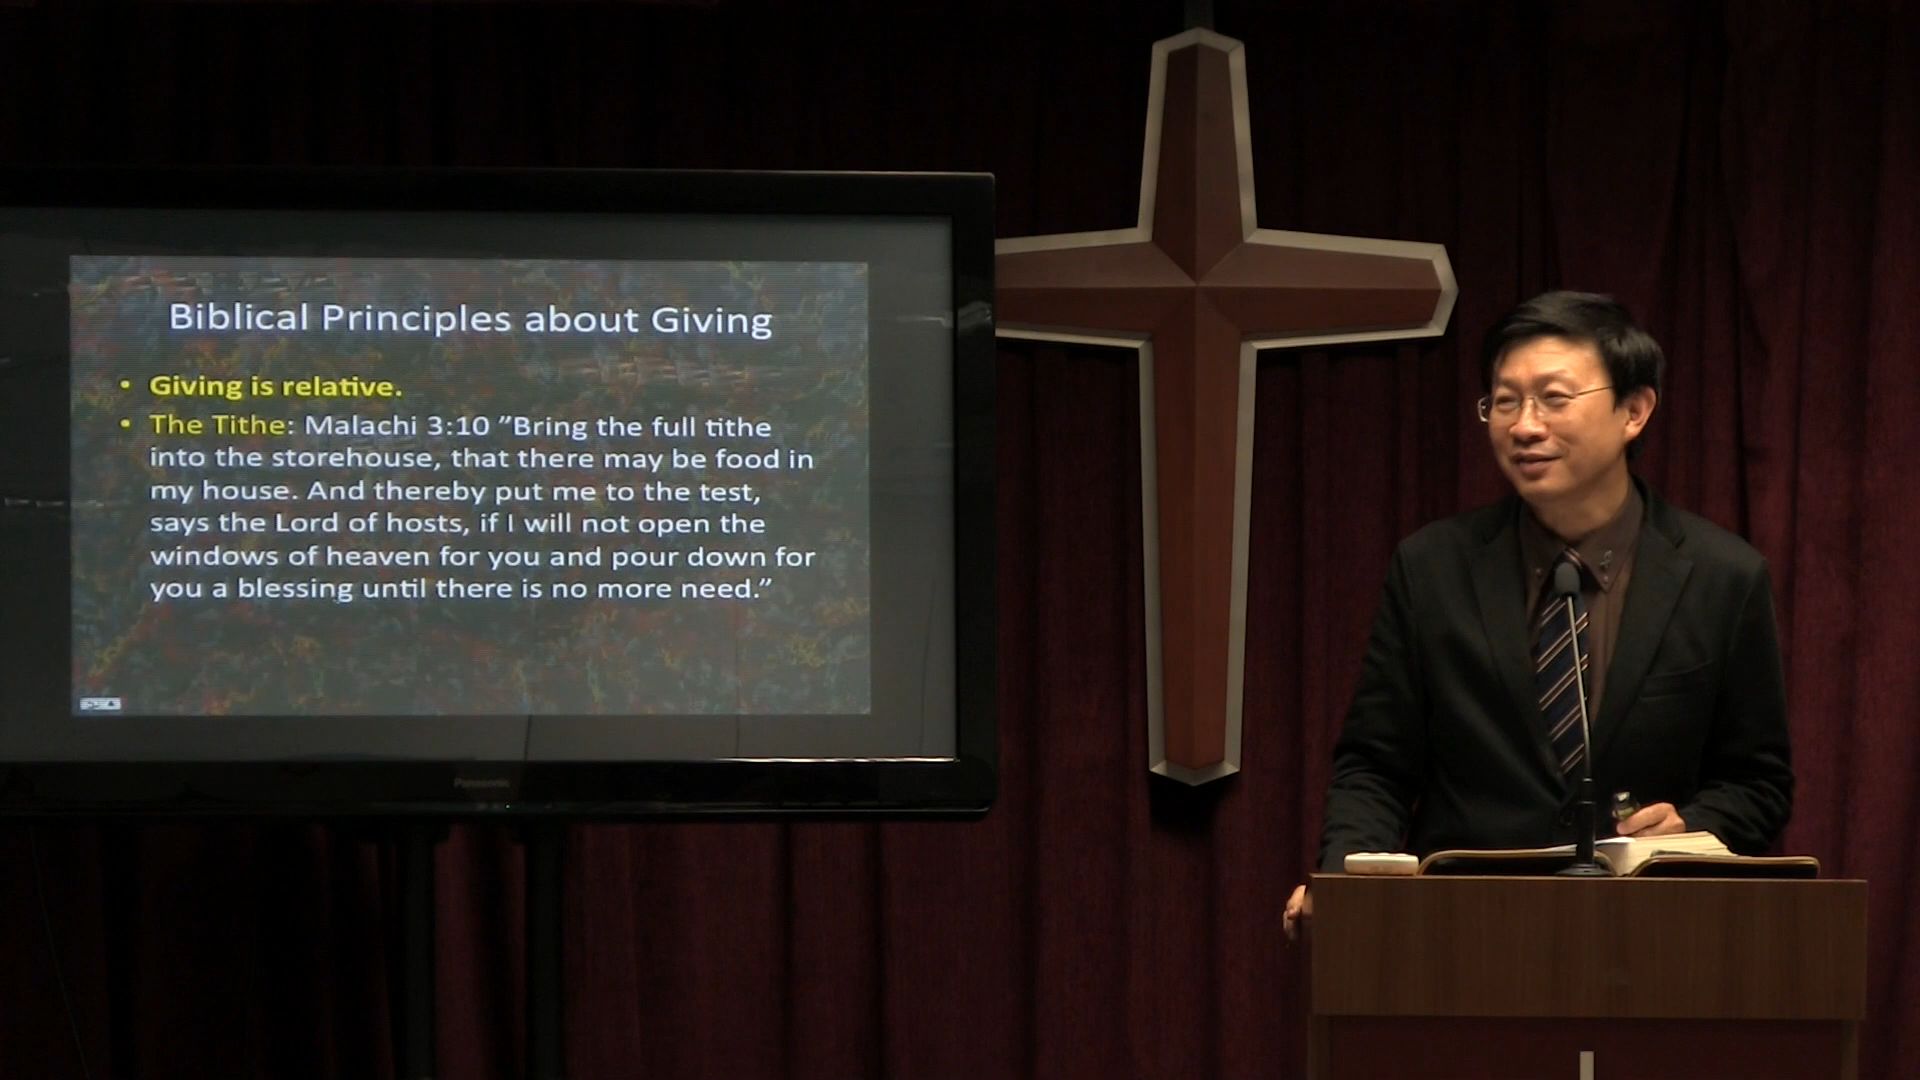 Biblical Principles about Giving
• Giving is relative.
• The Tithe: Malachi 3:10 ”Bring the full tithe
into the storehouse, that there may be food in
my house. And thereby put me to the test,
says the Lord of hosts, if I will not open the
windows of heaven for you and pour down for
you a blessing until there is no more need.”
Panasonic